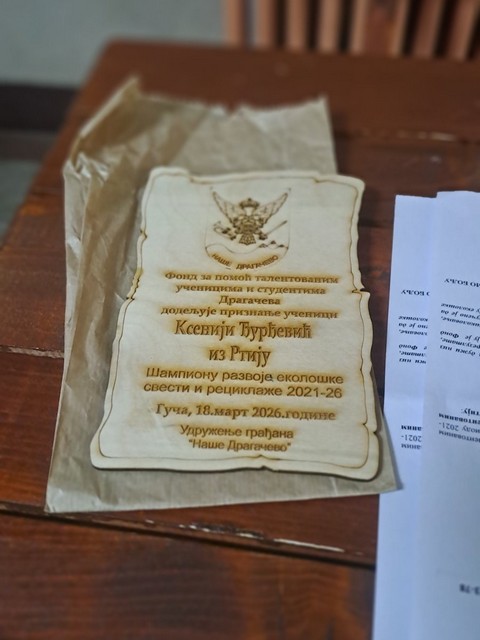 НАШЕ ДРАГАЧЕВО
Фонд за помоћ талентованим
ученицима и студентима
Драгачева
додељује признање ученици
Ксенији Ђурђевић
из Ртију
Шампиону развоја еколошке
свести и рециклаже 2021-26
Гуча, 18.март 2026.године
Удружење грађана
"Наше Драгачево"